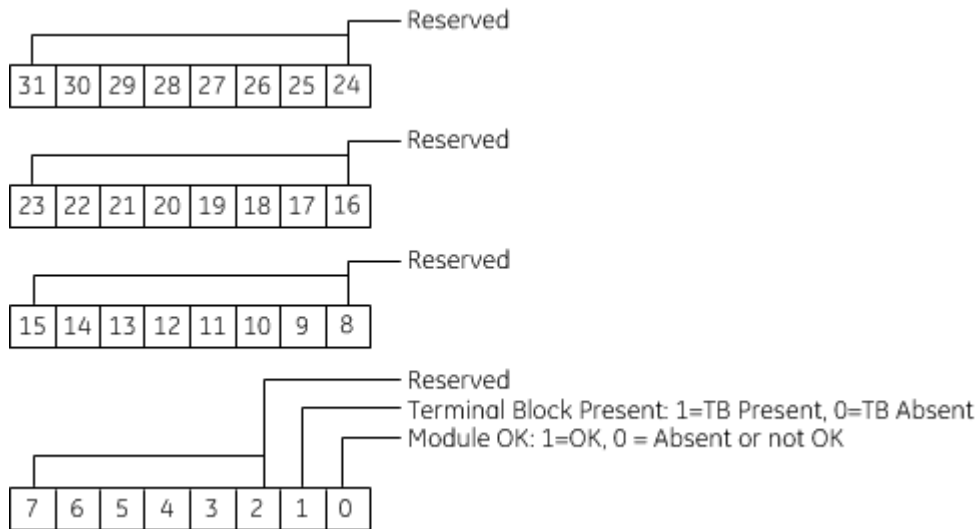 Reserved
31 30 29 28 27 26 25 24
Reserved
23 22 21 20 19 18 17 16
Reserved
15 14 13 12 11 10 9 8
Reserved
Terminal Block Present: 1=TB Present, 0=TB Absent
Module OK: 1=OK, 0 = Absent or not OK
7 6 5 4 3 2 1 0